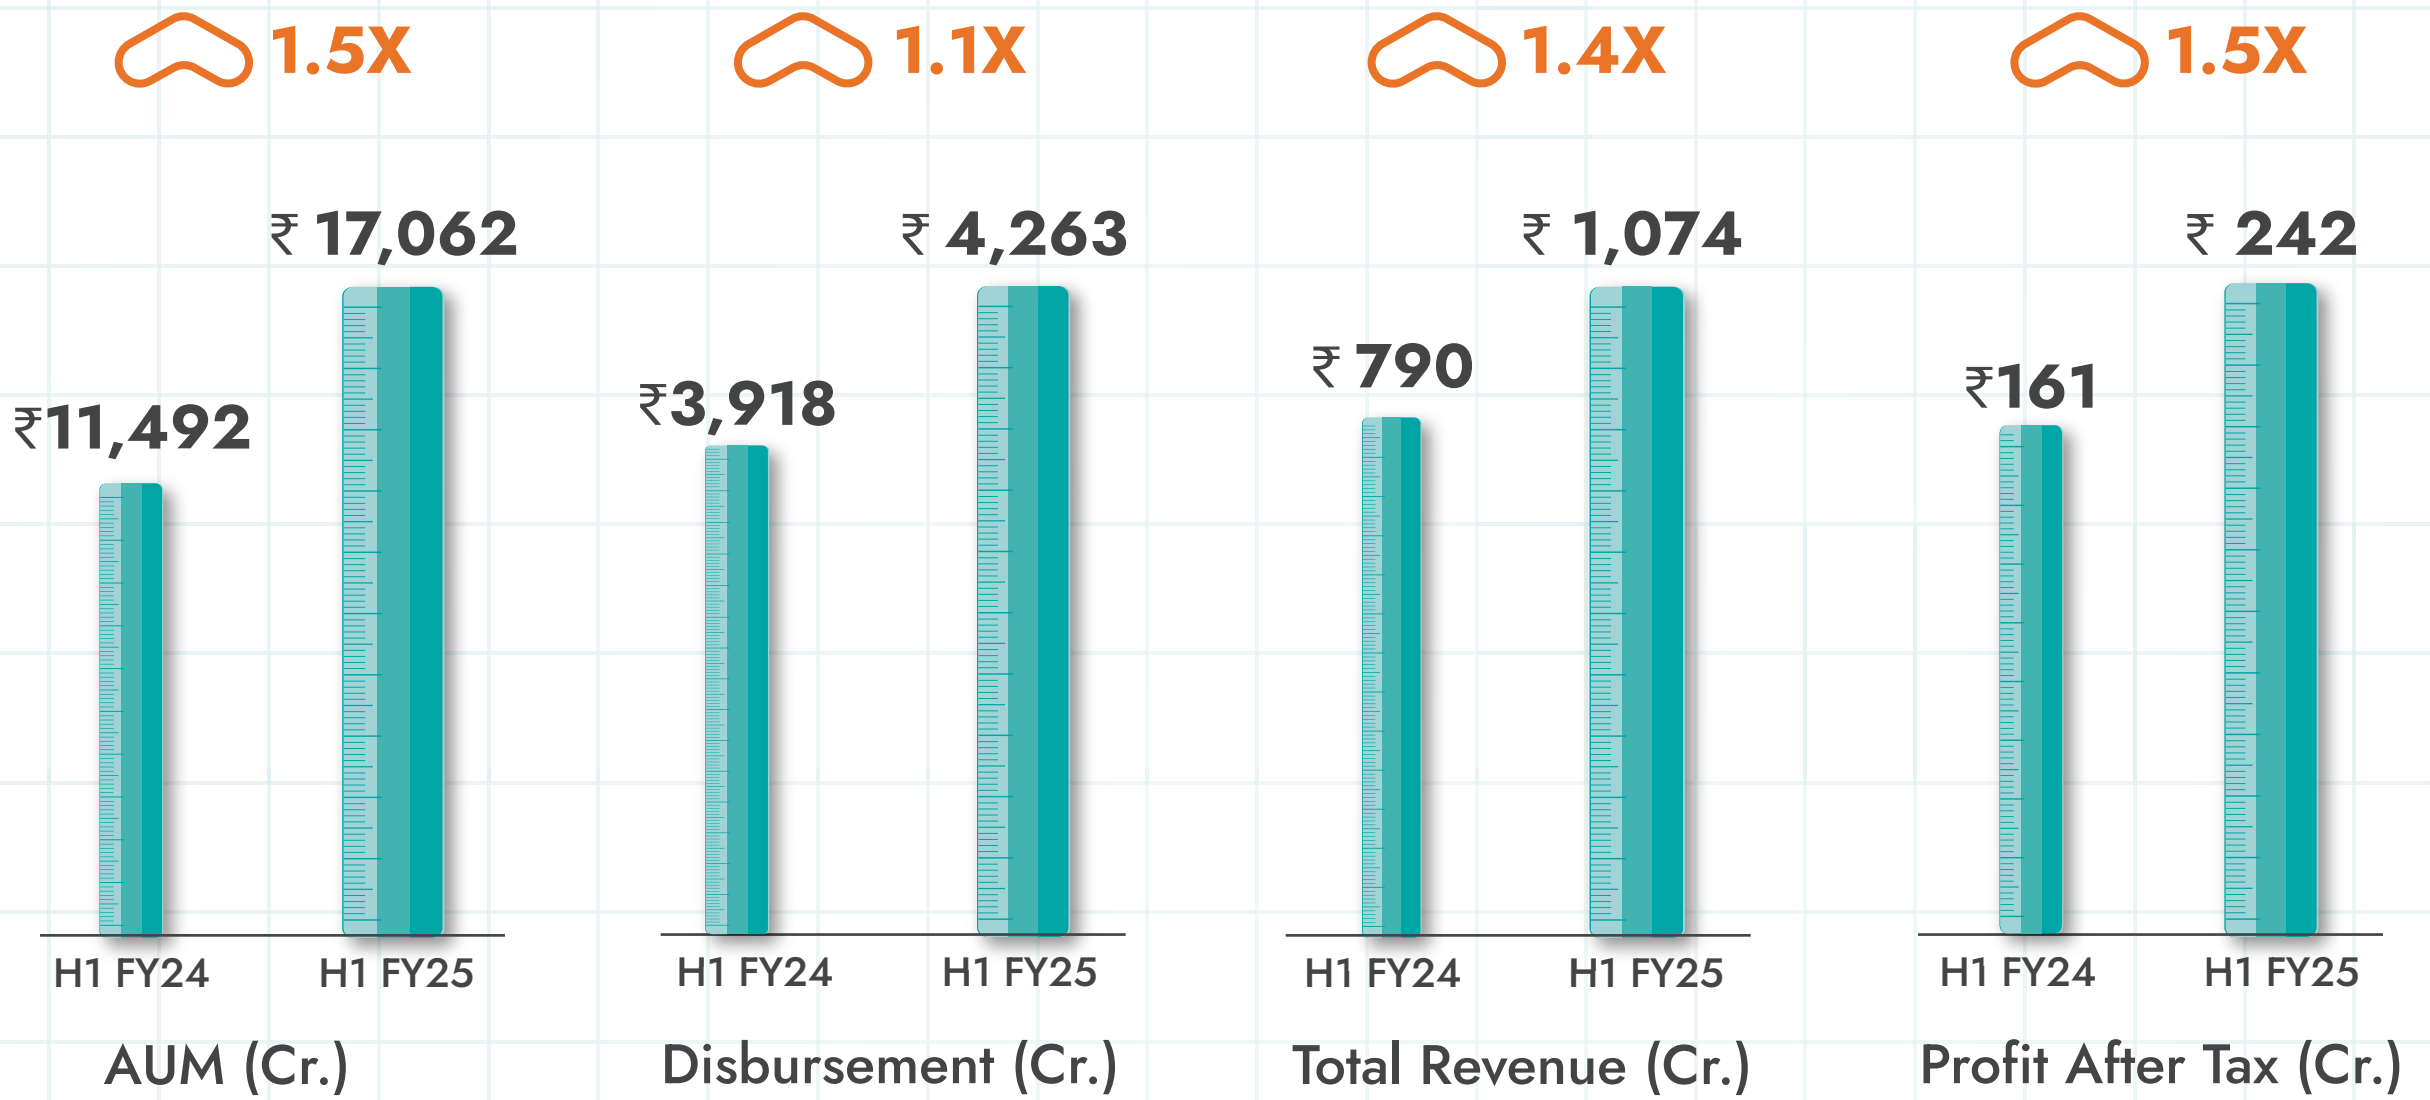 1.5X
₹11,492
₹ 17,062
H1 FY24
H1 FY25
AUM (Cr.)
1.1X
₹3,918
₹ 4,263
H1 FY24
H1 FY25
Disbursement (Cr.)
1.4X
₹ 790
₹ 1,074
H1 FY24
H1 FY25
Total Revenue (Cr.)
1.5X
₹161
₹ 242
H1 FY24
H1 FY25
Profit After Tax (Cr.)